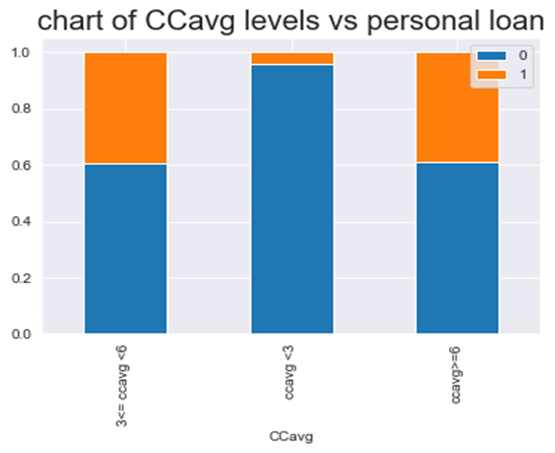 chart of CCavg levels vs personal loan
0
1
1.0
0.8
0.6
0.4
0.2
0.0
3<= ccavg <6
ccavg <3
ccavg>=6
CCavg